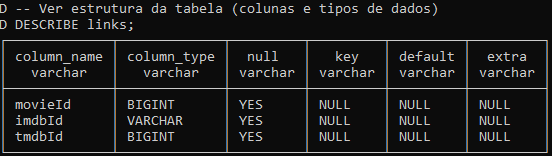 D -- Ver estrutura da tabela (colunas e tipos de dados)
D DESCRIBE links;
column_name column_type null key default extra
varchar varchar varchar varchar varchar varchar
movieId BIGINT YES NULL NULL NULL
imdbId VARCHAR YES NULL NULL NULL
tmdbId BIGINT YES NULL NULL NULL